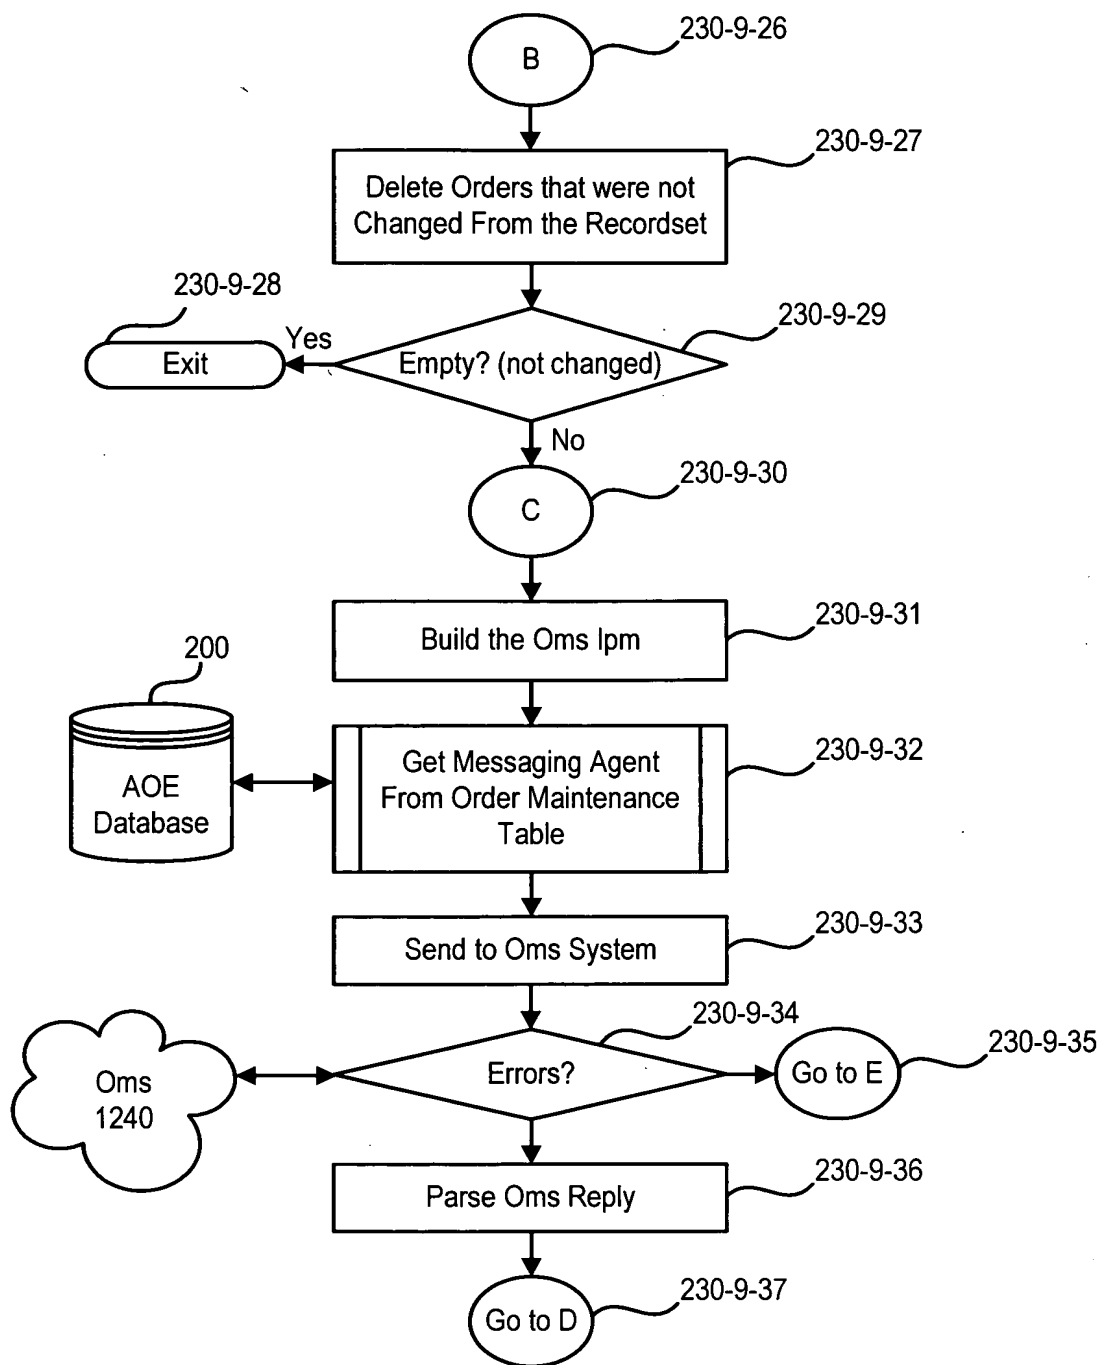 230-9-26
B
230-9-27
Delete Orders that were not
Changed From the Recordset
230-9-28
230-9-29
Yes
Exit
Empty? (not changed)
No
230-9-30
C
230-9-31
Build the Oms Ipm
200
230-9-32
Get Messaging Agent
From Order Maintenance
Table
AOE
Database
230-9-33
Send to Oms System
230-9-34
230-9-35
Errors?
Go to E
Oms
1240
230-9-36
Parse Oms Reply
230-9-37
Go to D